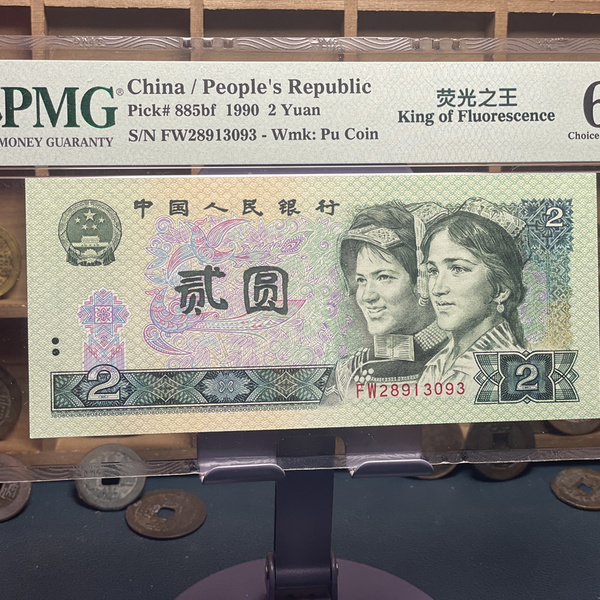 PMG®
MONEY GUARANTY
China / People's Republic
Pick# 885bf 1990 2 Yuan
S/N FW28913093 - Wmk: Pu Coin
荧光之王
King of Fluorescence
6
Choice
中国人民银行
2
贰圆
2
FW28913093
2